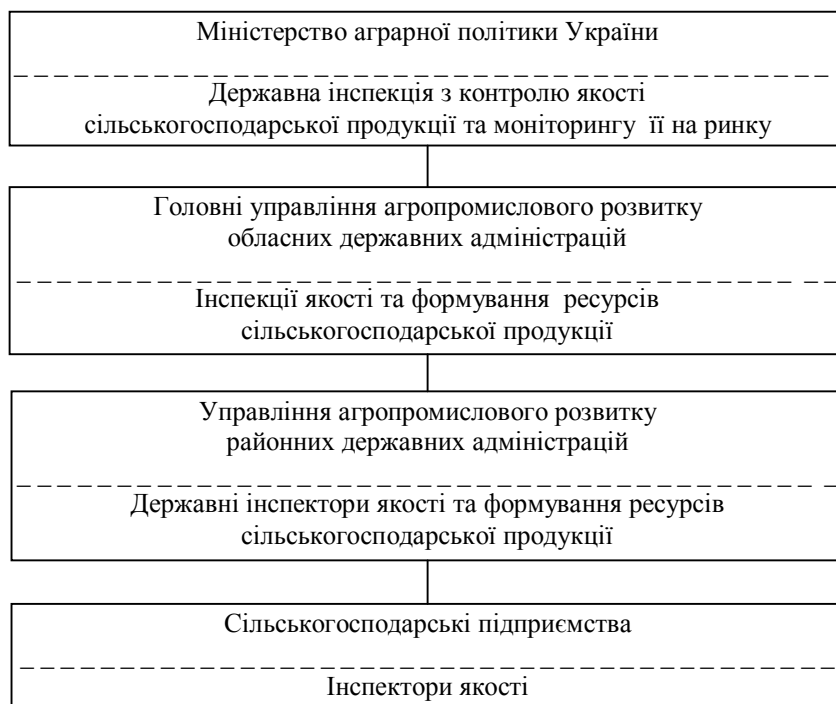 Міністерство аграрної політики України
Державна інспекція з контролю якості
сільськогосподарської продукції та моніторингу її на ринку
Головні управління агропромислового розвитку
обласних державних адміністрацій
Інспекції якості та формування ресурсів
сільськогосподарської продукції
Управління агропромислового розвитку
районних державних адміністрацій
Державні інспектори якості та формування ресурсів
сільськогосподарської продукції
Сільськогосподарські підприємства
Інспектори якості